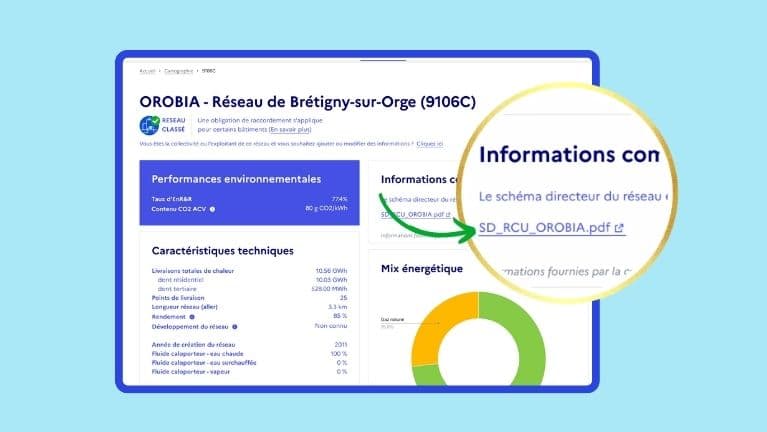 Accueil > Cartographie > 9106C
OROBIA - Réseau de Brétigny-sur-Orge (9106C)
RESEAU CLASSÉ
Une obligation de raccordement s'applique
pour certains bâtiments (En savoir plus)
Vous êtes la collectivité ou l'exploitant de ce réseau et vous souhaitez ajouter ou modifier des informations ? Cliquez ici
Performances environnementales
Taux d'EnR&R 77.4%
Contenu CO2 ACV 80 g CO2/kWh
Caractéristiques techniques
Livraisons totales de chaleur 10.56 GWh
dont résidentiel 10.03 GWh
dont tertiaire 528.00 MWh
Points de livraison 25
Longueur réseau (aller) 3.3 km
Rendement 85 %
Développement du réseau Non connu
Année de création du réseau 2011
Fluide caloporteur - eau chaude 100 %
Fluide caloporteur - eau surchauffée 0 %
Fluide caloporteur - vapeur 0 %
Informations co
Le schéma directeur du réseau
SD_RCU_OROBIA.pdf
Informations
Mix énergétique
Gaz naturel
Informations com
Le schéma directeur du réseau e
SD_RCU_OROBIA.pdf
rmations fournies par la c